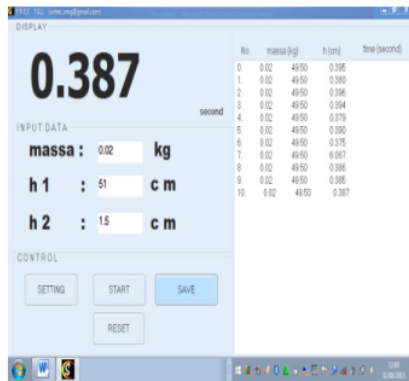 FREE FALL
DISPLAY
0.387
second
INPUT DATA
massa : 0.02 kg
h 1 : 51 c m
h 2 : 1.5 c m
CONTROL
SETTING START SAVE
RESET
No. massa (kg) h (cm) time (second)
0. 0.02 49.50 0.395
1. 0.02 49.50 0.380
2. 0.02 49.50 0.396
3. 0.02 49.50 0.394
4. 0.02 49.50 0.379
5. 0.02 49.50 0.390
6. 0.02 49.50 0.375
7. 0.02 49.50 6.067
8. 0.02 49.50 0.386
9. 0.02 49.50 0.385
10. 0.02 49.50 0.387